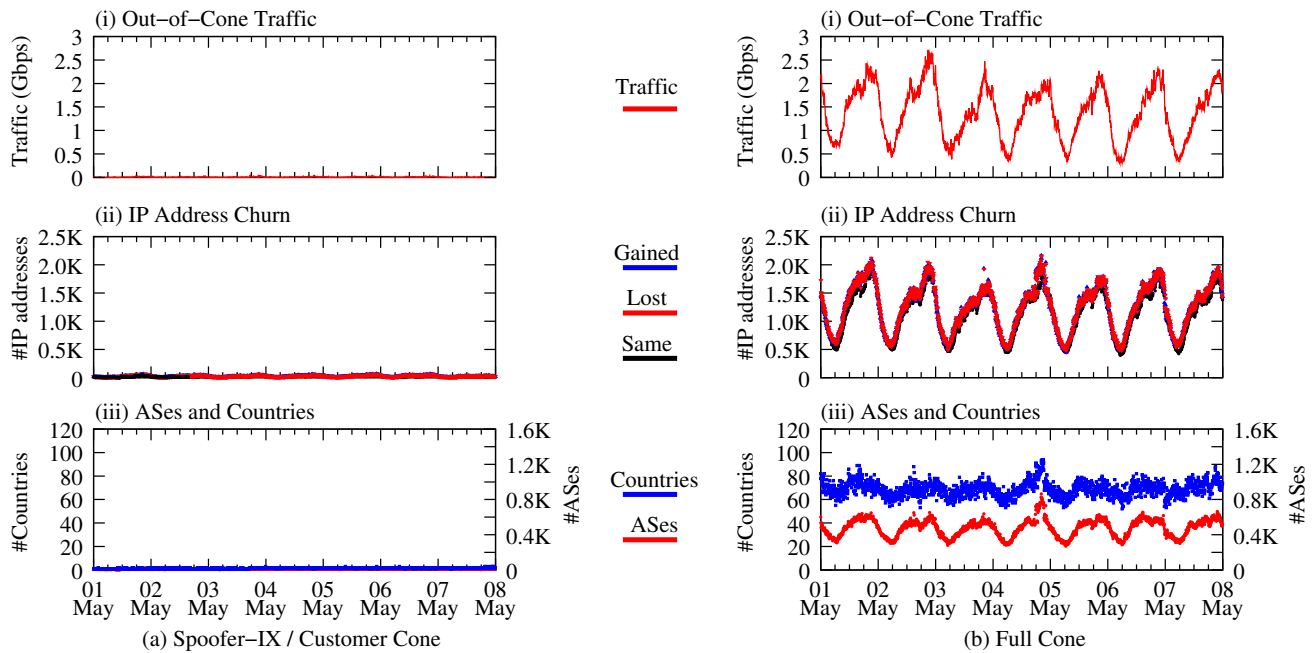 (i) Out−of−Cone Traffic
Traffic (Gbps)
3
2.5
2
1.5
1
0.5
0
(ii) IP Address Churn
#IP addresses
2.5K
2.0K
1.5K
1.0K
0.5K
0
(iii) ASes and Countries
#Countries
120
100
80
60
40
20
0
1.6K
1.2K
0.8K
0.4K
0
#ASes
01 02 03 04 05 06 07 08
May May May May May May May May
(a) Spoofer−IX / Customer Cone
Traffic
Gained
Lost
Same
Countries
ASes
(i) Out−of−Cone Traffic
Traffic (Gbps)
3
2.5
2
1.5
1
0.5
0
(ii) IP Address Churn
#IP addresses
2.5K
2.0K
1.5K
1.0K
0.5K
0
(iii) ASes and Countries
#Countries
120
100
80
60
40
20
0
1.6K
1.2K
0.8K
0.4K
0
#ASes
01 02 03 04 05 06 07 08
May May May May May May May May
(b) Full Cone